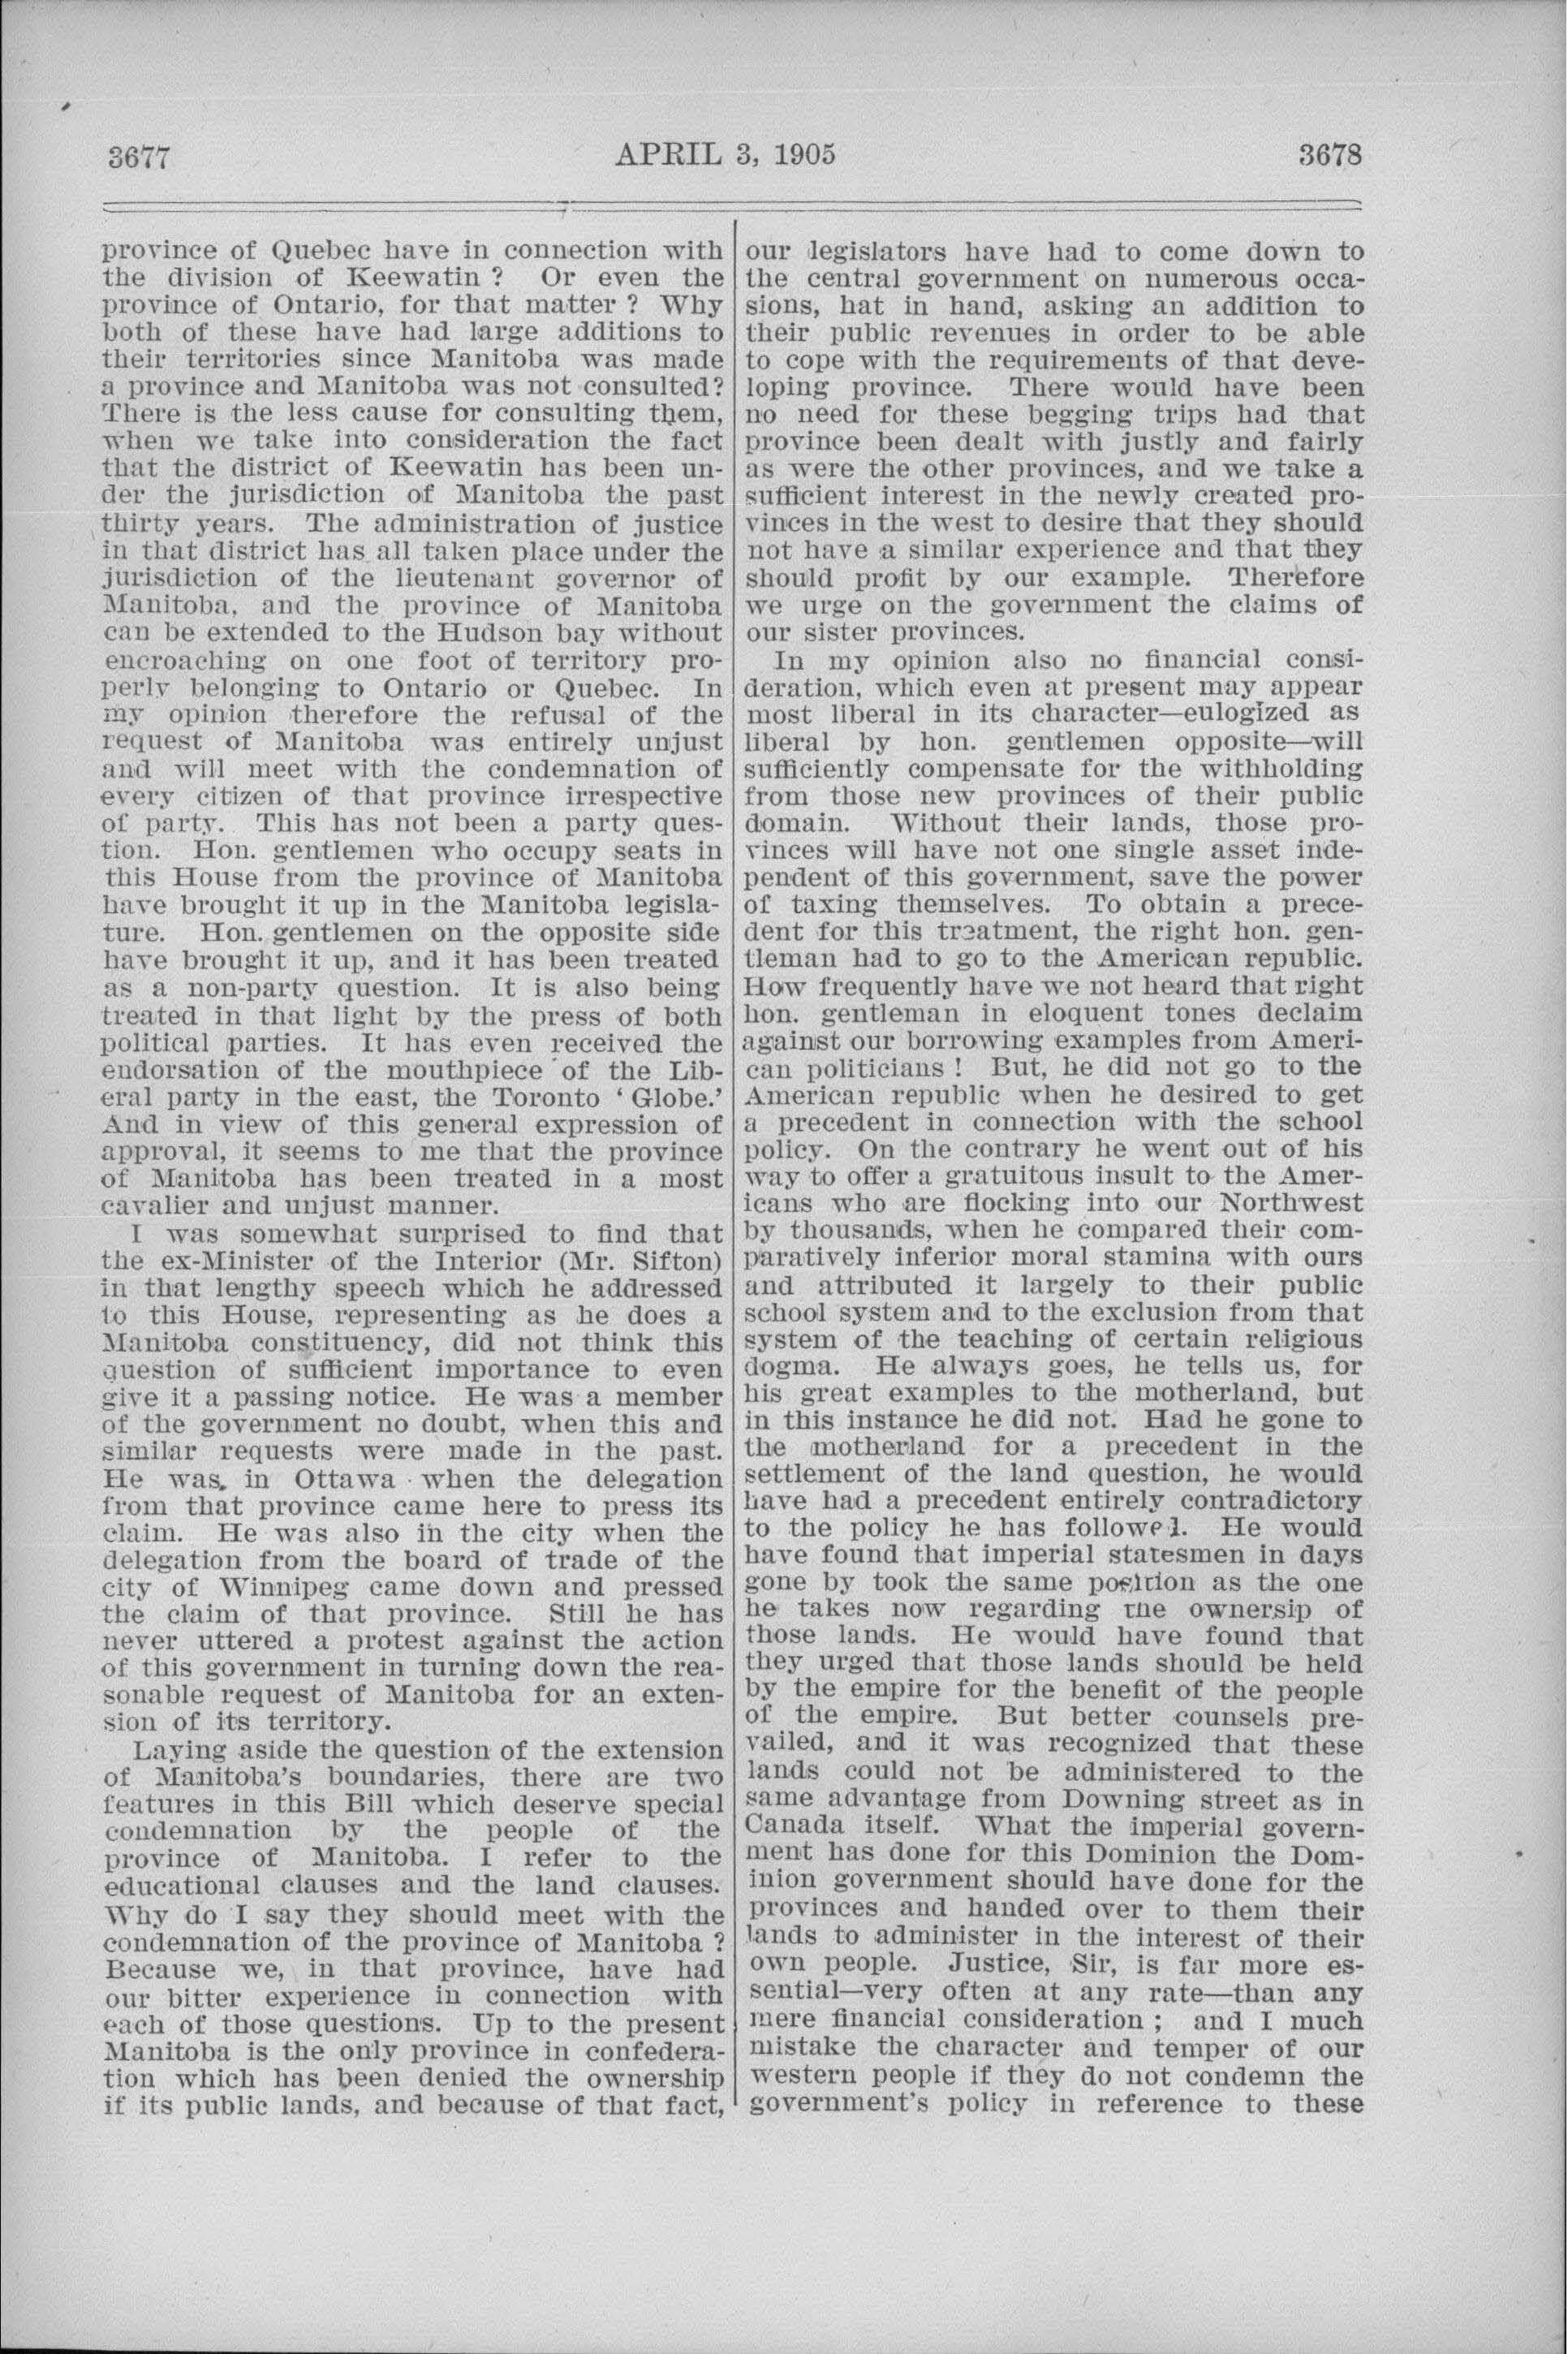 3677
APRIL 3, 1905
3678
province of Quebec have in connection with
the division of Keewatin ? Or even the
province of Ontario, for that matter ? Why
both of these have had large additions to
their territories since Manitoba was made
a province and Manitoba was not consulted?
There is the less cause for consulting them,
when we take into consideration the fact
that the district of Keewatin has been un-
der the jurisdiction of Manitoba the past
thirty years. The administration of justice
in that district has all taken place under the
jurisdiction of the lieutenant governor of
Manitoba, and the province of Manitoba
can be extended to the Hudson bay without
encroaching on one foot of territory pro-
perly belonging to Ontario or Quebec. In
my opinion therefore the refusal of the
request of Manitoba was entirely unjust
and will meet with the condemnation of
every citizen of that province irrespective
of party. This has not been a party ques-
tion. Hon. gentlemen who occupy seats in
this House from the province of Manitoba
have brought it up in the Manitoba legisla-
ture. Hon. gentlemen on the opposite side
have brought it up, and it has been treated
as a non-party question. It is also being
treated in that light by the press of both
political parties. It has even received the
endorsation of the mouthpiece of the Lib-
eral party in the east, the Toronto ‘ Globe.’
And in view of this general expression of
approval, it seems to me that the province
of Manitoba has been treated in a most
cavalier and unjust manner.
I was somewhat surprised to find that
the ex-Minister of the Interior (Mr. Sifton)
in that lengthy speech which he addressed
to this House, representing as he does a
Manitoba constituency, did not think this
question of sufficient importance to even
give it a passing notice. He was a member
of the government no doubt, when this and
similar requests were made in the past.
He was in Ottawa when the delegation
from that province came here to press its
claim. He was also in the city when the
delegation from the board of trade of the
city of Winnipeg came down and pressed
the claim of that province. Still he has
never uttered a protest against the action
of this government in turning down the rea-
sonable request of Manitoba for an exten-
sion of its territory.
Laying aside the question of the extension
of Manitoba's boundaries, there are two
features in this Bill which deserve special
condemnation by the people of the
province of Manitoba. I refer to the
educational clauses and the land clauses.
Why do I say they should meet with the
condemnation of the province of Manitoba ?
Because we, in that province, have had
our bitter experience in connection with
each of those questions. Up to the present
Manitoba is the only province in confedera-
tion which has been denied the ownership
if its public lands, and because of that fact,
our legislators have had to come down to
the central government on numerous occa-
sions, hat in hand, asking an addition to
their public revenues in order to be able
to cope with the requirements of that deve-
loping province. There would have been
no need for these begging trips had that
province been dealt with justly and fairly
as were the other provinces, and we take a
sufficient interest in the newly created pro-
vinces in the west to desire that they should
not have a similar experience and that they
should profit by our example. Therefore
we urge on the government the claims of
our sister provinces.
In my opinion also no financial consi-
deration, which even at present may appear
most liberal in its character—eulogized as
liberal by hon. gentlemen opposite—will
sufficiently compensate for the withholding
from those new provinces of their public
domain. Without their lands, those pro-
vinces will have not one single asset inde-
pendent of this government, save the power
of taxing themselves. To obtain a prece-
dent for this treatment, the right hon. gen-
tleman had to go to the American republic.
How frequently have we not heard that right
hon. gentleman in eloquent tones declaim
against our borrowing examples from Ameri-
can politicians ! But, he did not go to the
American republic when he desired to get
a precedent in connection with the school
policy. On the contrary he went out of his
way to offer a gratuitous insult to the Amer-
icans who are flocking into our Northwest
by thousands, when he compared their com-
paratively inferior moral stamina with ours
and attributed it largely to their public
school system and to the exclusion from that
system of the teaching of certain religious
dogma. He always goes, he tells us, for
his great examples to the motherland, but
in this instance he did not. Had he gone to
the motherland for a precedent in the
settlement of the land question, he would
have had a precedent entirely contradictory
to the policy he has followed. He would
have found that imperial statesmen in days
gone by took the same position as the one
he takes now regarding the ownersip of
those lands. He would have found that
they urged that those lands should be held
by the empire for the benefit of the people
of the empire. But better counsels pre-
vailed, and it was recognized that these
lands could not be administered to the
same advantage from Downing street as in
Canada itself. What the imperial govern-
ment has done for this Dominion the Dom-
inion government should have done for the
provinces and handed over to them their
lands to administer in the interest of their
own people. Justice, Sir, is far more es-
sential—very often at any rate—than any
mere financial consideration ; and I much
mistake the character and temper of our
western people if they do not condemn the
government's policy in reference to these